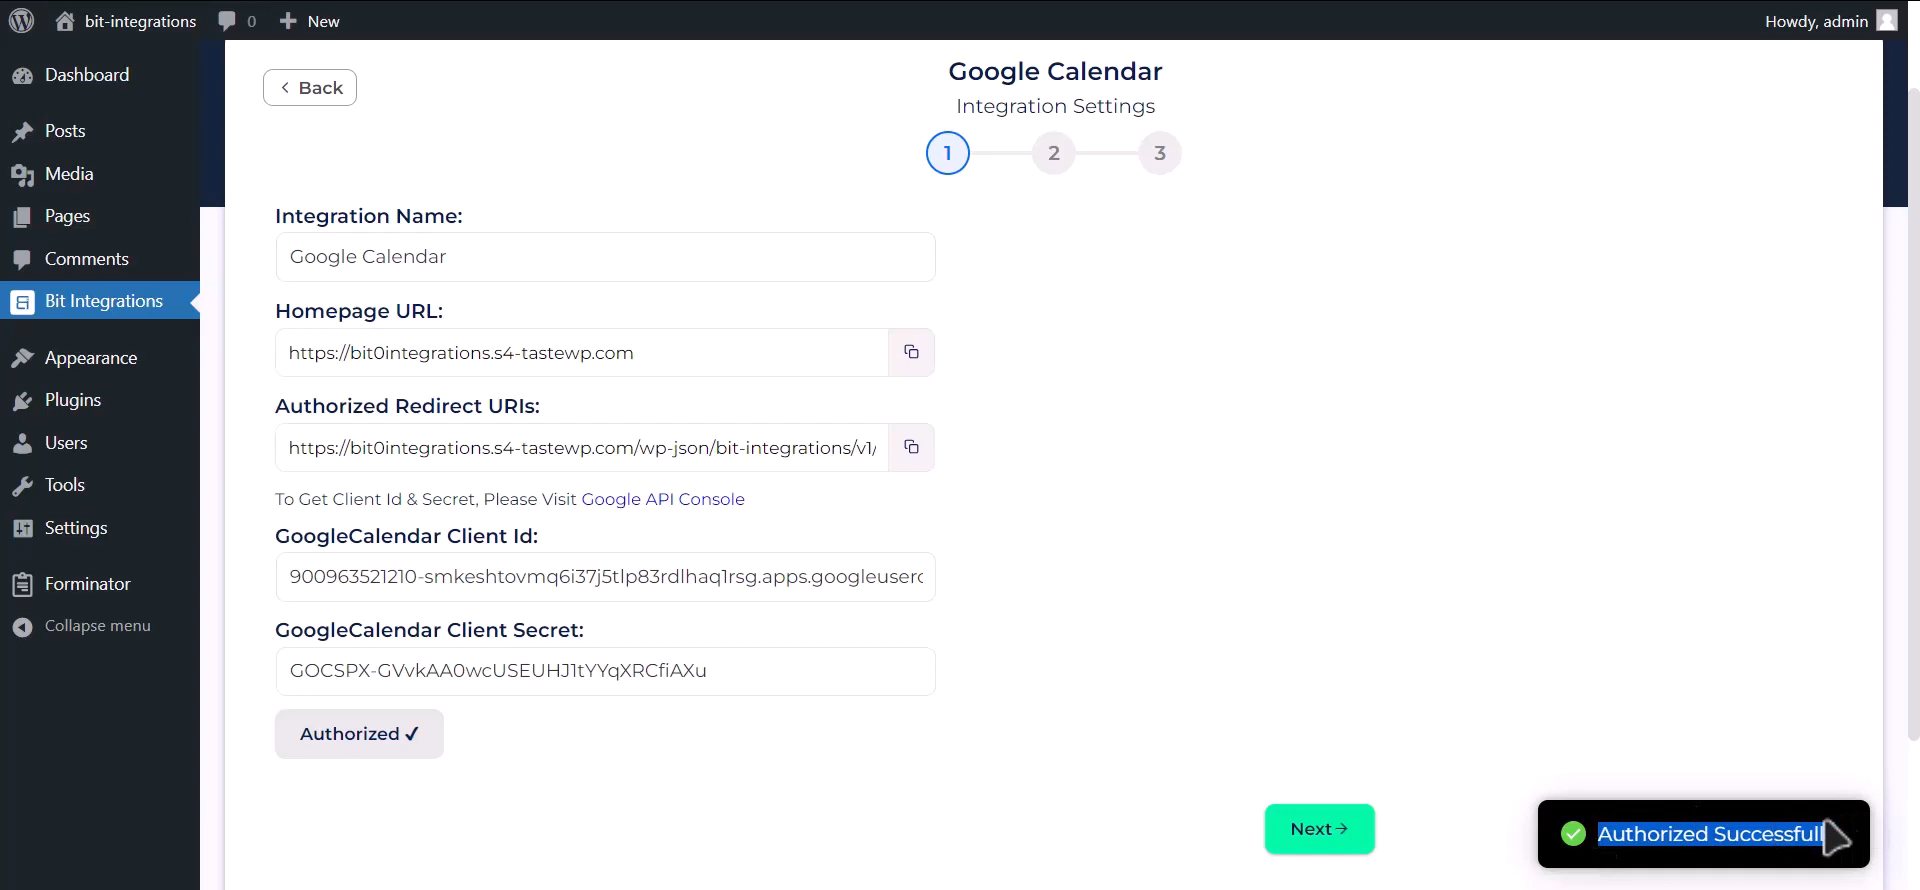 bit-integrations
0
New
Howdy, admin
Dashboard
Posts
Media
Pages
Comments
Bit Integrations
Appearance
Plugins
Users
Tools
Settings
Forminator
Collapse menu
Back
Google Calendar
Integration Settings
1
2
3
Integration Name:
Google Calendar
Homepage URL:
https://bit0integrations.s4-tastewp.com
Authorized Redirect URIs:
https://bit0integrations.s4-tastewp.com/wp-json/bit-integrations/v1/
To Get Client Id & Secret, Please Visit Google API Console
GoogleCalendar Client Id:
900963521210-smkeshtovmq6i37j5tlp83rdlhaq1rsg.apps.googleuserc
GoogleCalendar Client Secret:
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
Authorized ✓
Next→
Authorized Successfull